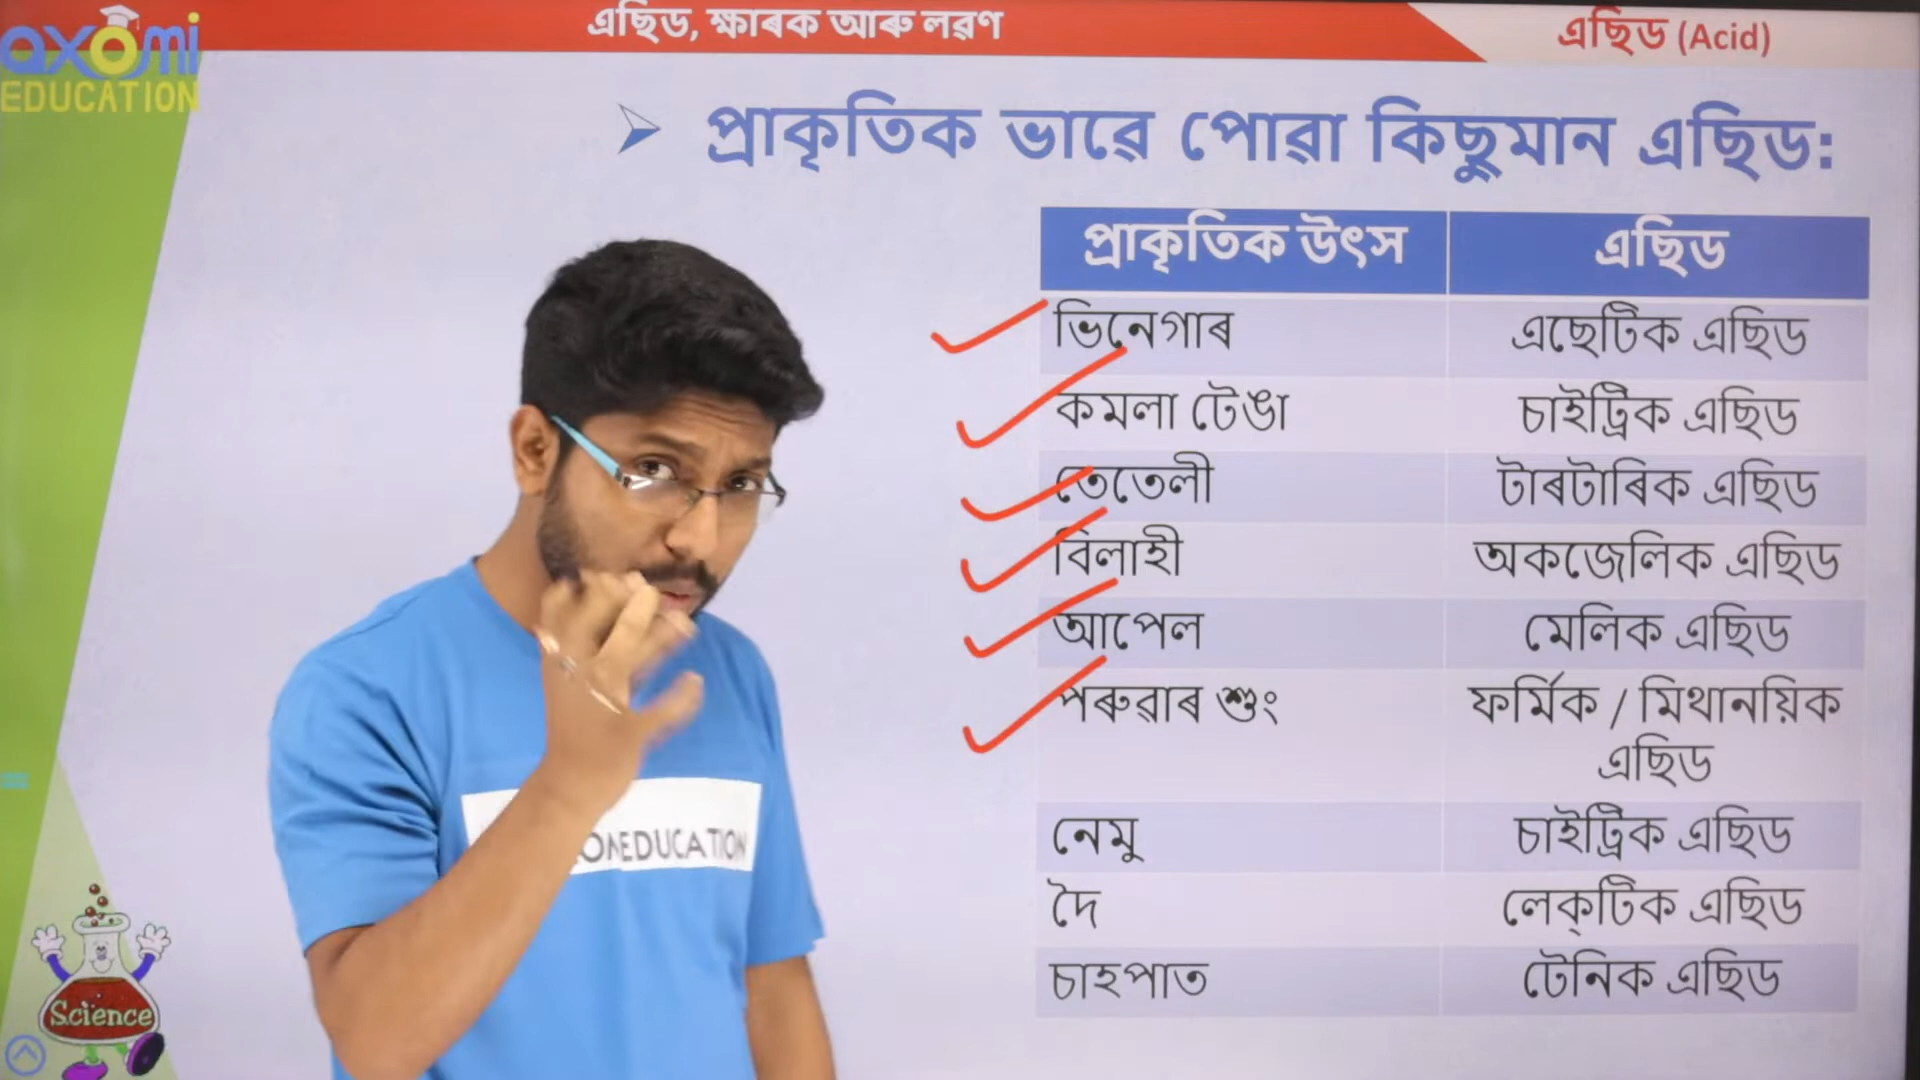 axomi
EDUCATION
এছিড, ক্ষাৰক আৰু লৱণ
এছিড (Acid)
➢ প্ৰাকৃতিক ভাৱে পোৱা কিছুমান এছিড:
প্ৰাকৃতিক উৎস এছিড
ভিনেগাৰ এছেটিক এছিড
কমলা টেঙা চাইট্ৰিক এছিড
তেতেলী টাৰটাৰিক এছিড
বিলাহী অকজেলিক এছিড
আপেল মেলিক এছিড
পৰুৱাৰ শুং ফৰ্মিক / মিথানয়িক
এছিড
নেমু চাইট্ৰিক এছিড
দৈ লেক্‌টিক এছিড
চাহপাত টেনিক এছিড
EDUCATION
Science